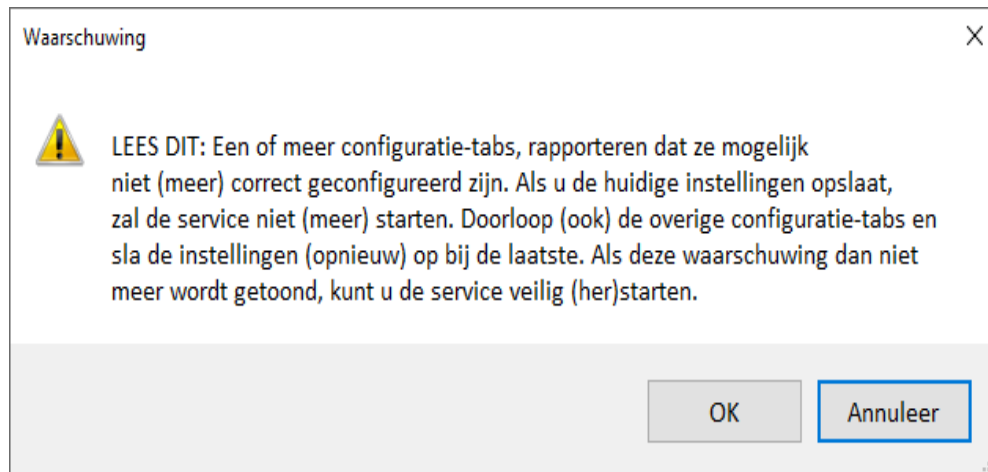 Waarschuwing
LEES DIT: Een of meer configuratie-tabs, rapporteren dat ze mogelijk
niet (meer) correct geconfigureerd zijn. Als u de huidige instellingen opslaat,
zal de service niet (meer) starten. Doorloop (ook) de overige configuratie-tabs en
sla de instellingen (opnieuw) op bij de laatste. Als deze waarschuwing dan niet
meer wordt getoond, kunt u de service veilig (her)starten.
OK
Annuleer